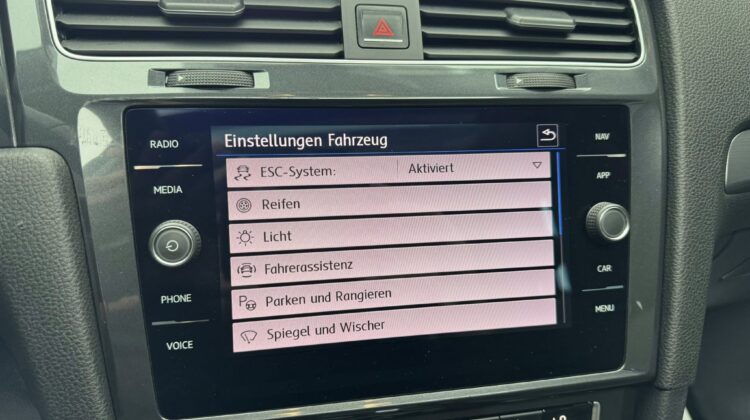 Einstellungen Fahrzeug
ESC-System: Aktiviert
Reifen
Licht
Fahrerassistenz
P Parken und Rangieren
Spiegel und Wischer
RADIO
MEDIA
PHONE
VOICE
NAV
APP
CAR
MENU